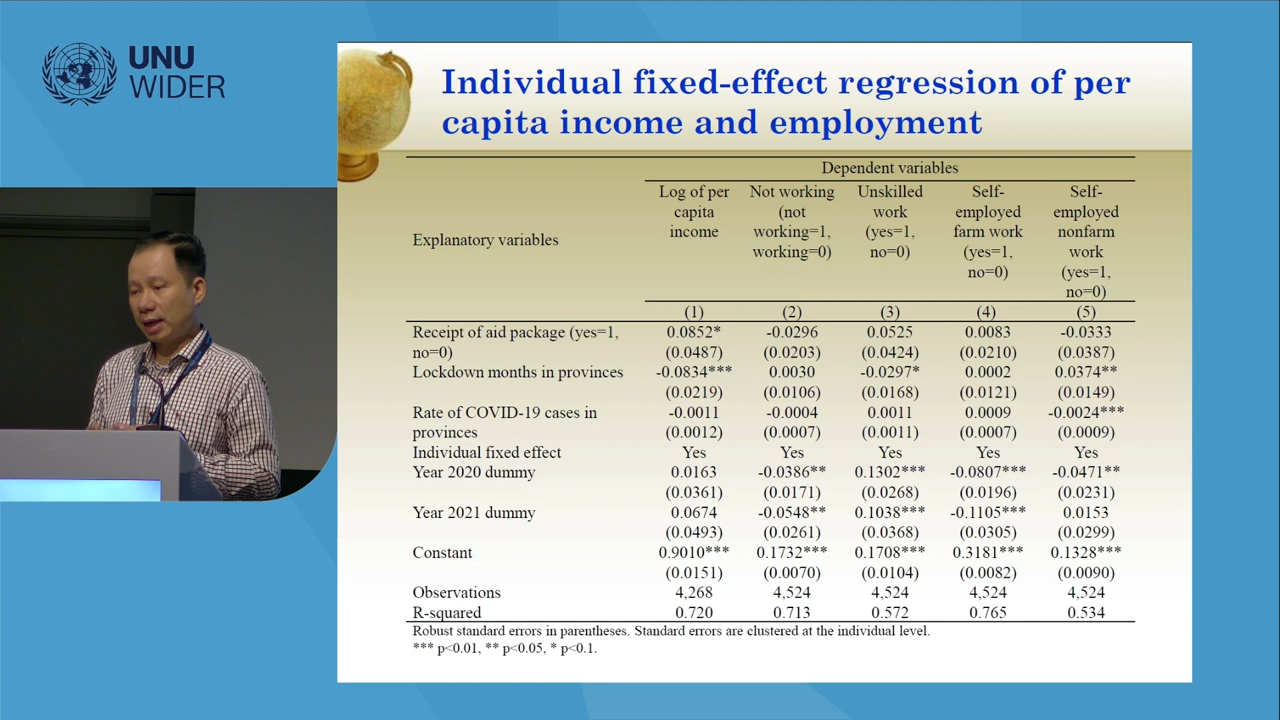 UNU
WIDER
Individual fixed-effect regression of per
capita income and employment
Dependent variables
Explanatory variables
Log of per
capita
income
Not working
(not
working=1,
working=0)
Unskilled
work
(yes=1,
no=0)
Self-
employed
farm work
(yes=1,
no=0)
Self-
employed
nonfarm
work
(yes=1,
no=0)
(1) (2) (3) (4) (5)
Receipt of aid package (yes=1, 0.0852* -0.0296 0.0525 0.0083 -0.0333
no=0) (0.0487) (0.0203) (0.0424) (0.0210) (0.0387)
Lockdown months in provinces -0.0834*** 0.0030 -0.0297* 0.0002 0.0374**
(0.0219) (0.0106) (0.0168) (0.0121) (0.0149)
Rate of COVID-19 cases in -0.0011 -0.0004 0.0011 0.0009 -0.0024***
provinces (0.0012) (0.0007) (0.0011) (0.0007) (0.0009)
Individual fixed effect Yes Yes Yes Yes Yes
Year 2020 dummy 0.0163 -0.0386** 0.1302*** -0.0807*** -0.0471**
(0.0361) (0.0171) (0.0268) (0.0196) (0.0231)
Year 2021 dummy 0.0674 -0.0548** 0.1038*** -0.1105*** 0.0153
(0.0493) (0.0261) (0.0368) (0.0305) (0.0299)
Constant 0.9010*** 0.1732*** 0.1708*** 0.3181*** 0.1328***
(0.0151) (0.0070) (0.0104) (0.0082) (0.0090)
Observations 4,268 4,524 4,524 4,524 4,524
R-squared 0.720 0.713 0.572 0.765 0.534
Robust standard errors in parentheses. Standard errors are clustered at the individual level.
*** p<0.01, ** p<0.05, * p<0.1.